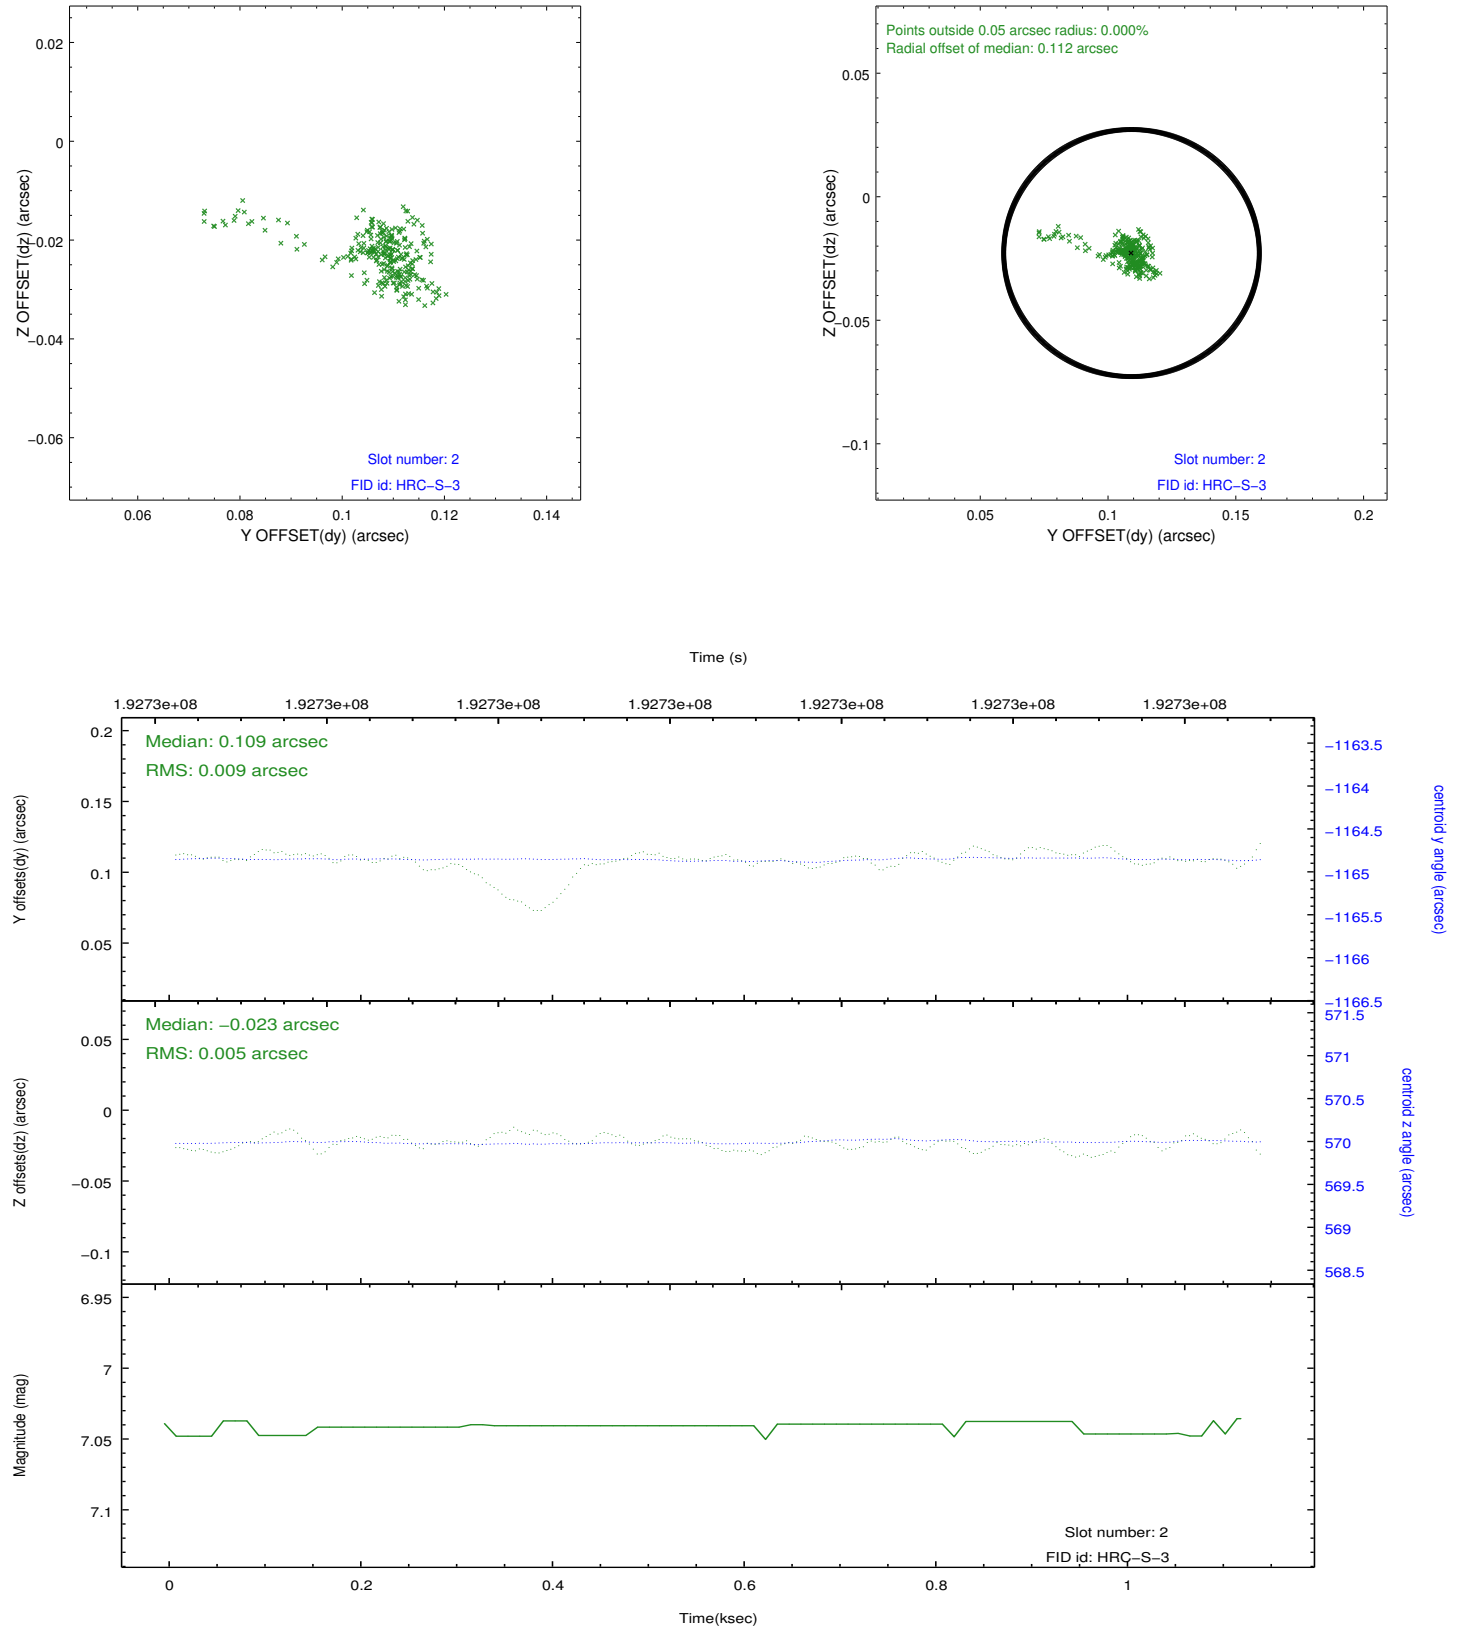 0.02
0
−0.02
−0.04
−0.06
Z OFFSET(dz) (arcsec)
Slot number: 2
FID id: HRC−S−3
0.06 0.08 0.1 0.12 0.14
Y OFFSET(dy) (arcsec)
Points outside 0.05 arcsec radius: 0.000%
Radial offset of median: 0.112 arcsec
0.05
0
−0.05
−0.1
Z OFFSET(dz) (arcsec)
Slot number: 2
FID id: HRC−S−3
0.05 0.1 0.15 0.2
Y OFFSET(dy) (arcsec)
Time (s)
1.9273e+08 1.9273e+08 1.9273e+08 1.9273e+08 1.9273e+08 1.9273e+08 1.9273e+08
Median: 0.109 arcsec
RMS: 0.009 arcsec
0.2
0.15
0.1
0.05
Y offsets(dy) (arcsec)
−1163.5
−1164
−1164.5
−1165
−1165.5
−1166
−1166.5
centroid y angle (arcsec)
Median: −0.023 arcsec
RMS: 0.005 arcsec
0.05
0
−0.05
−0.1
Z offsets(dz) (arcsec)
571.5
571
570.5
570
569.5
569
568.5
centroid z angle (arcsec)
6.95
7
7.05
7.1
Magnitude (mag)
Slot number: 2
FID id: HRC−S−3
0 0.2 0.4 0.6 0.8 1
Time(ksec)